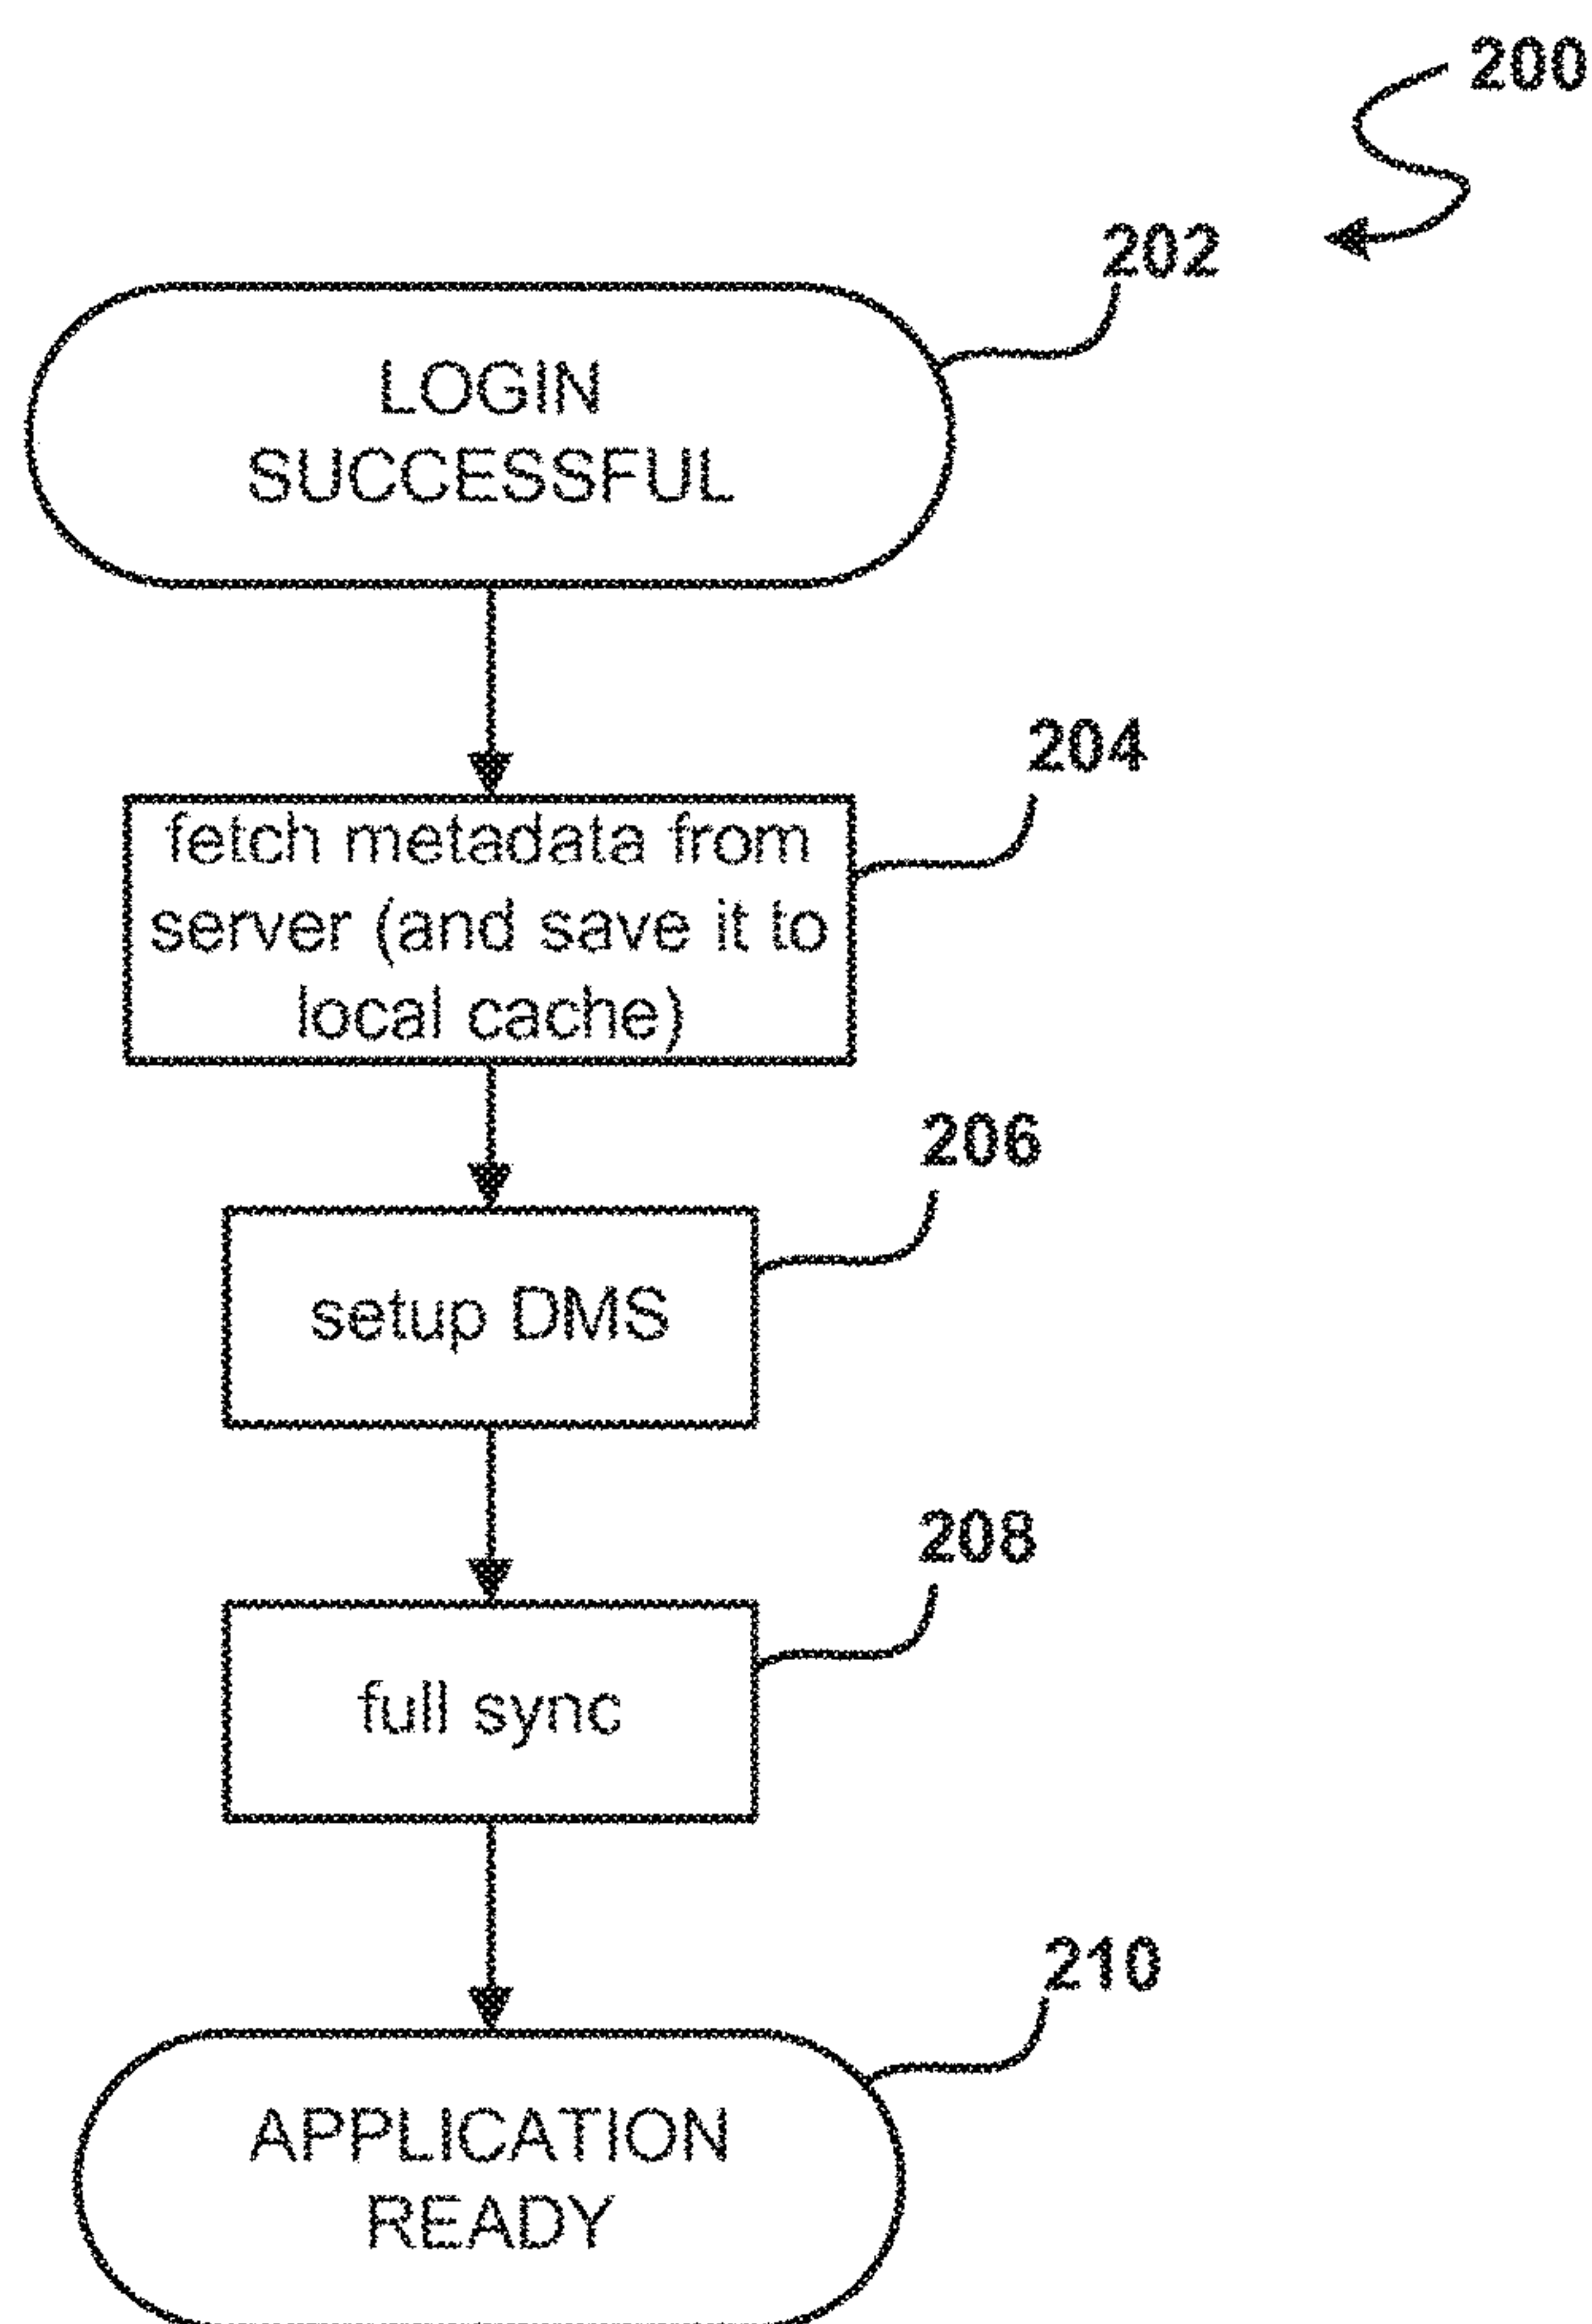 200
202
LOGIN
SUCCESSFUL
204
fetch metadata from
server (and save it to
local cache)
206
setup DMS
208
full sync
210
APPLICATION
READY